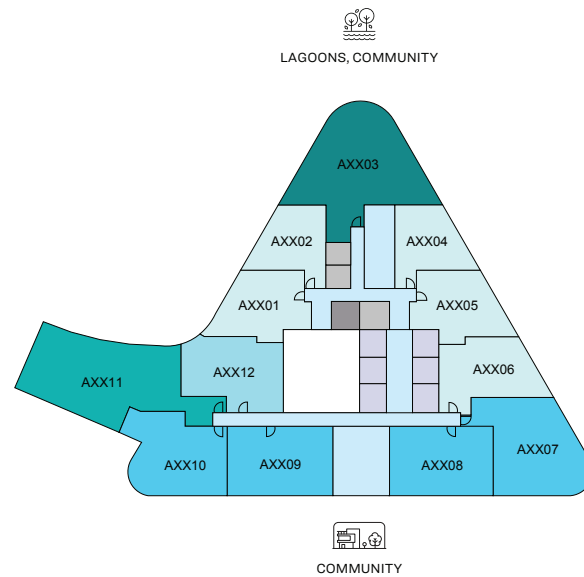 LAGOONS, COMMUNITY
AXX03
AXX02
AXX04
AXX01
AXX05
AXX06
AXX12
AXX11
AXX07
AXX10
AXX09
AXX08
COMMUNITY